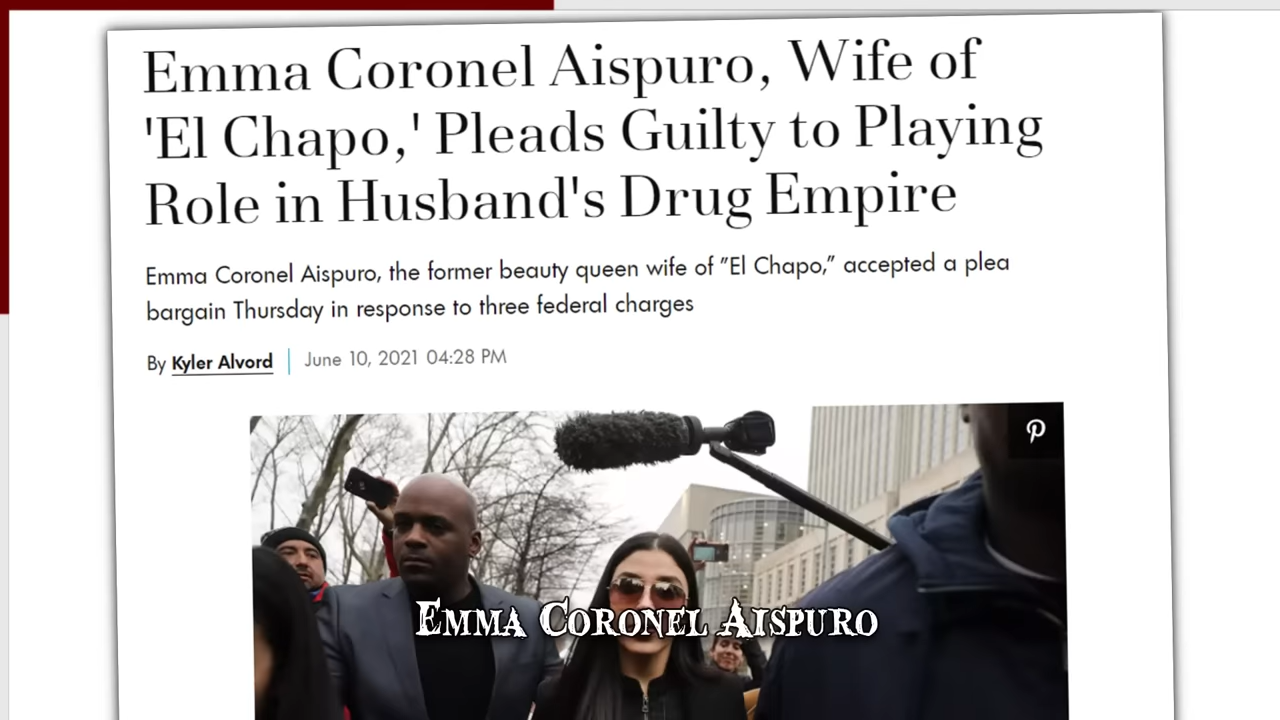 Emma Coronel Aispuro, Wife of
'El Chapo,' Pleads Guilty to Playing
Role in Husband's Drug Empire
Emma Coronel Aispuro, the former beauty queen wife of ”El Chapo,” accepted a plea
bargain Thursday in response to three federal charges
By Kyler Alvord | June 10, 2021 04:28 PM
Emma Coronel Aispuro